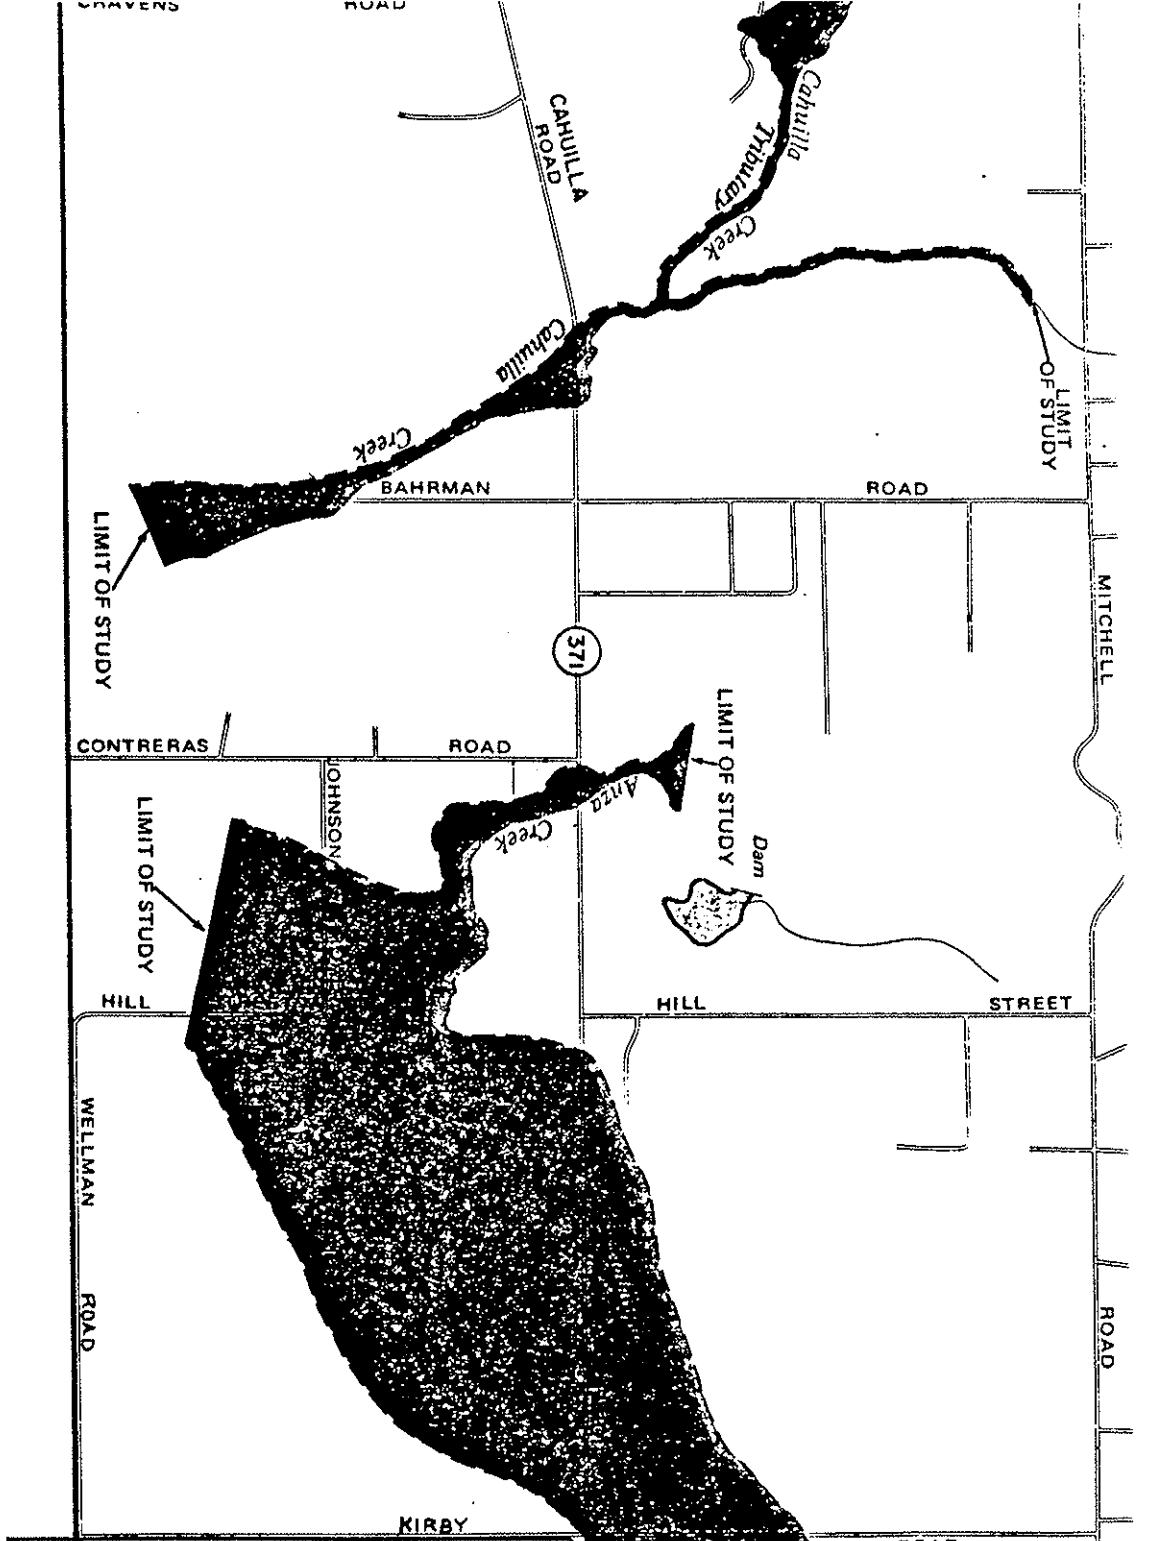 CRAVENS ROAD
CAHUILLA
ROAD
Cahuilla
Tributary
Creek
LIMIT
OF STUDY
Cahuilla
Creek
BAHRMAN ROAD
LIMIT OF STUDY
MITCHELL
371
LIMIT OF STUDY
CONTRERAS ROAD
JOHNSON
Anza
Creek
Dam
LIMIT OF STUDY
HILL
HILL STREET
WELLMAN ROAD
ROAD
KIRBY